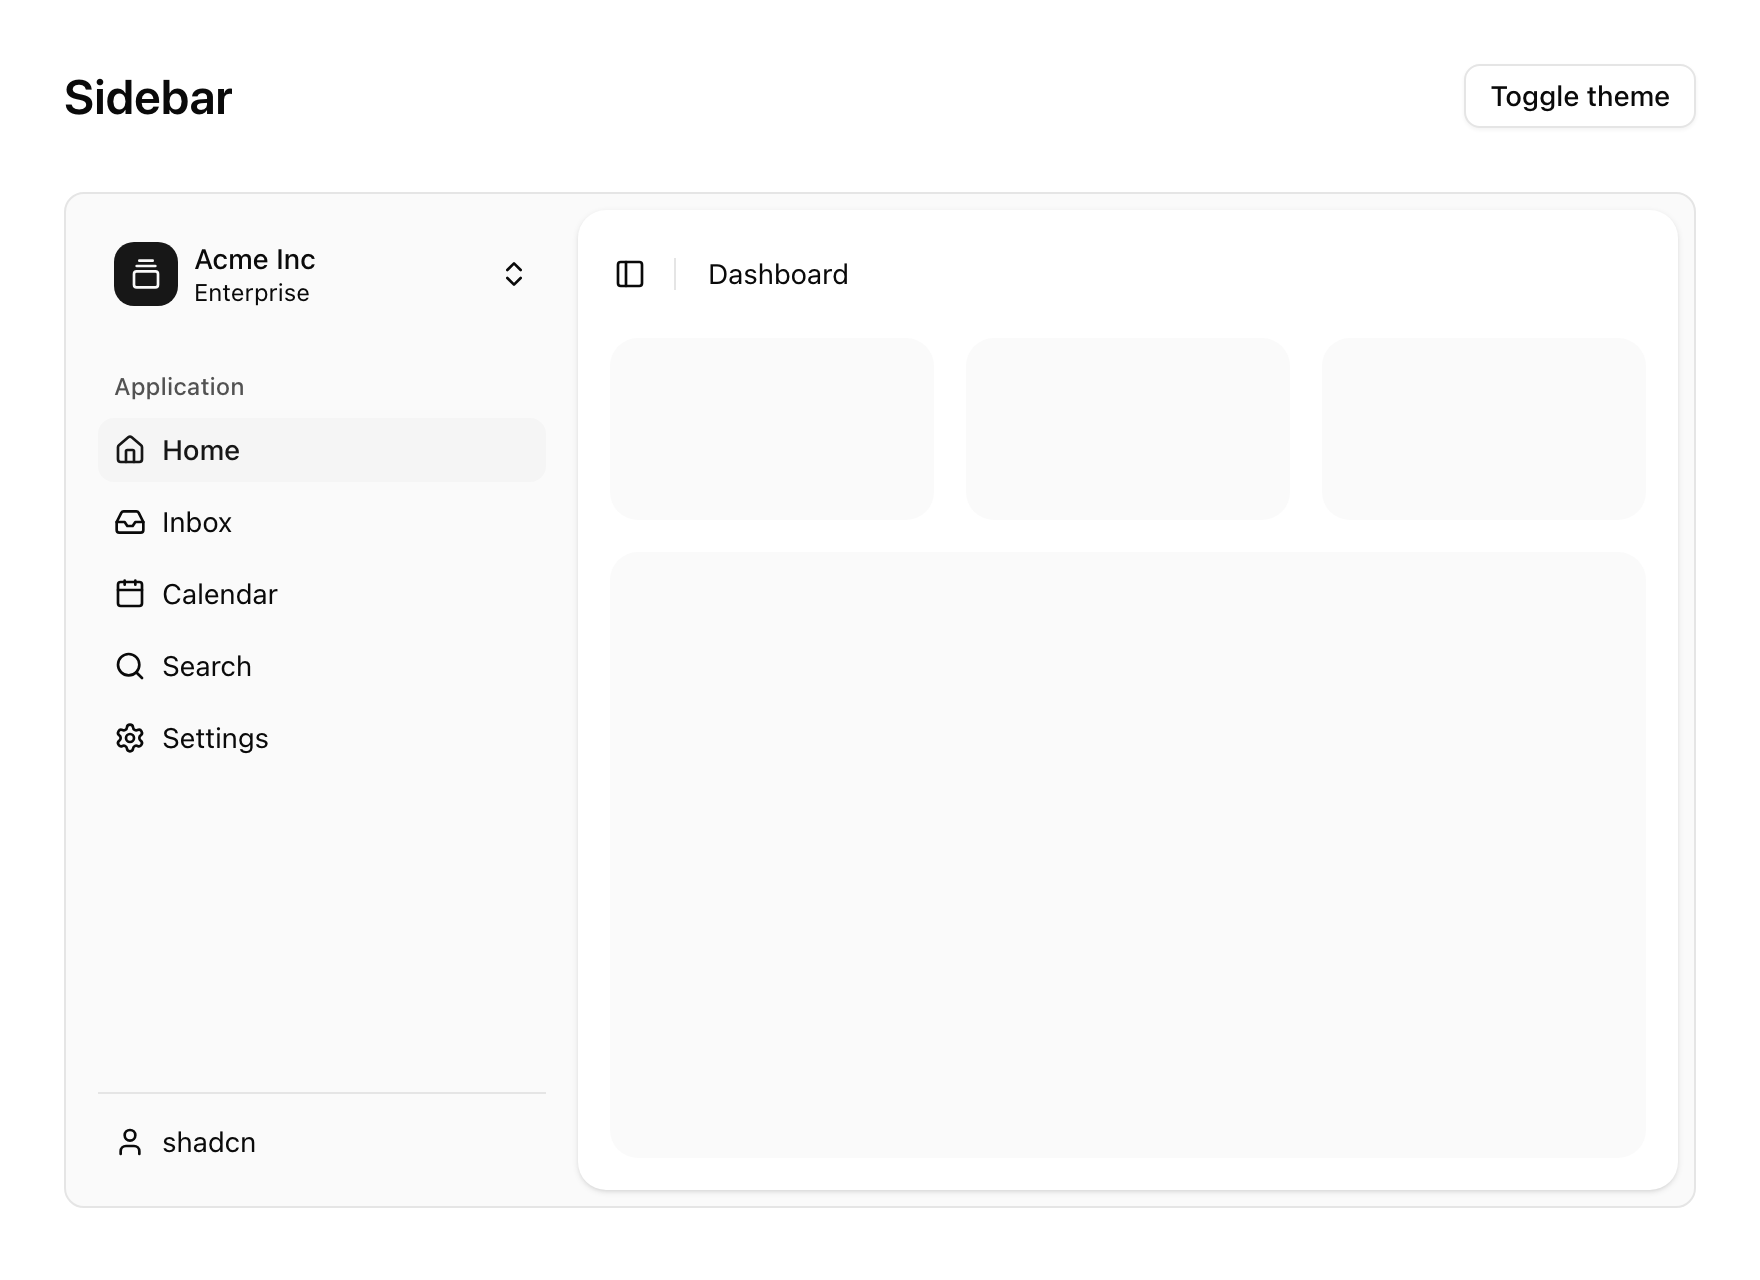 Sidebar
Toggle theme
Acme Inc
Enterprise
Dashboard
Application
Home
Inbox
Calendar
Search
Settings
shadcn